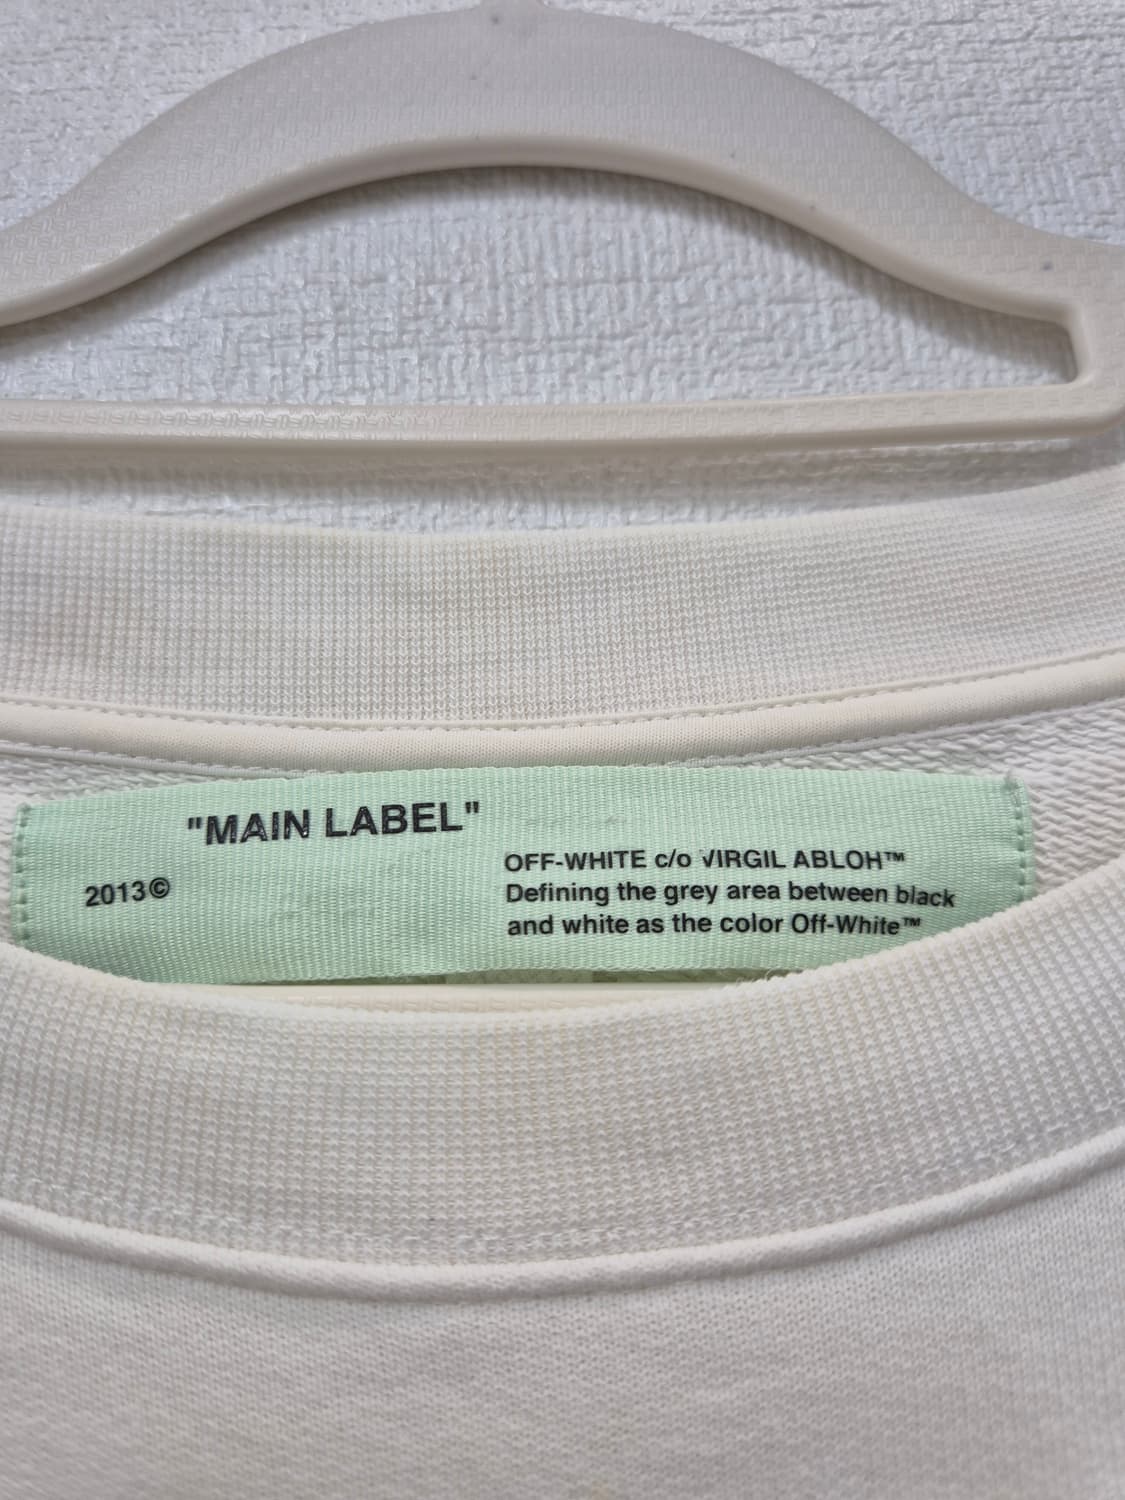 "MAIN LABEL"
2013©
OFF-WHITE c/o VIRGIL ABLOH™
Defining the grey area between black
and white as the color Off-White™